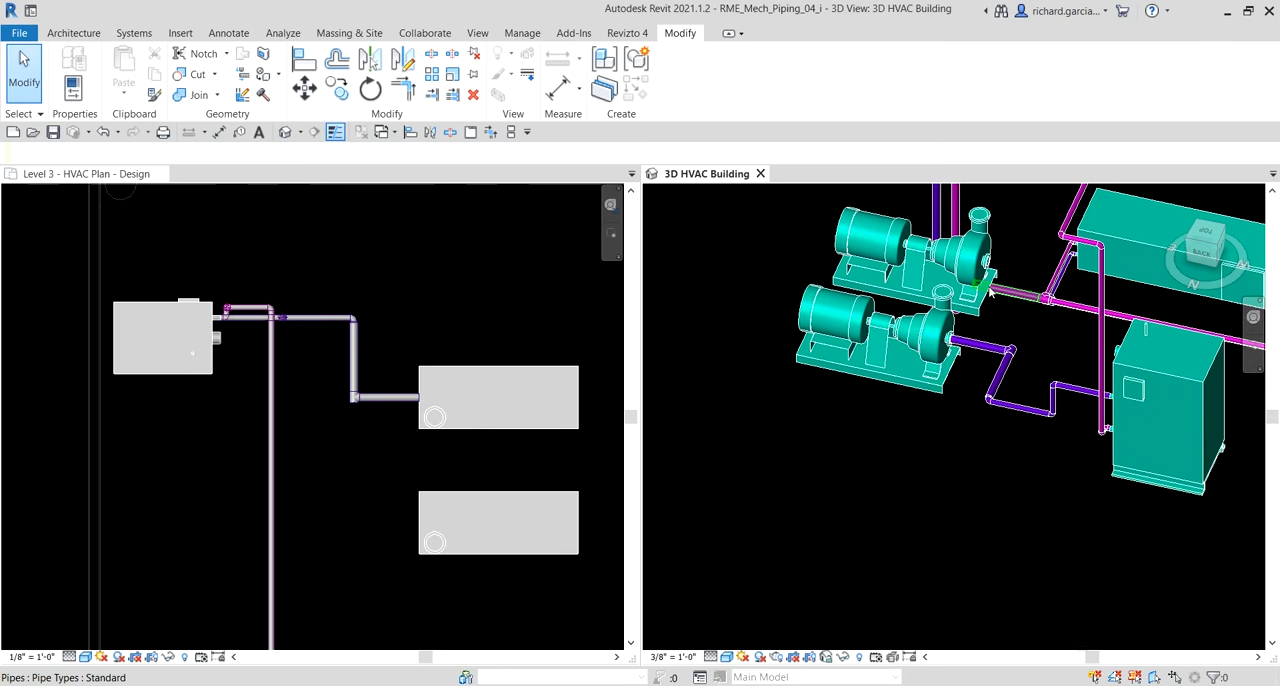 Autodesk Revit 2021.1.2 - RME_Mech_Piping_04_i - 3D View: 3D HVAC Building
richard.garcia...
File Architecture Systems Insert Annotate Analyze Massing & Site Collaborate View Manage Add-Ins Revizto 4 Modify
Modify
Paste
Notch
Cut
Join
Select Properties Clipboard Geometry Modify View Measure Create
Level 3 - HVAC Plan - Design
3D HVAC Building
TOP
BACK
N
1/8" = 1'-0"
3/8" = 1'-0"
Pipes : Pipe Types : Standard
:0
Main Model
:0